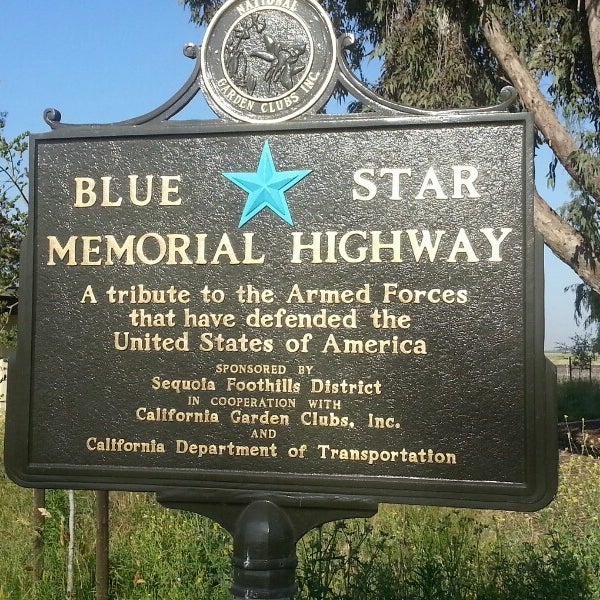 NATIONAL
GARDEN CLUBS INC.
BLUE STAR
MEMORIAL HIGHWAY
A tribute to the Armed Forces
that have defended the
United States of America
SPONSORED BY
Sequoia Foothills District
IN COOPERATION WITH
California Garden Clubs, Inc.
AND
California Department of Transportation